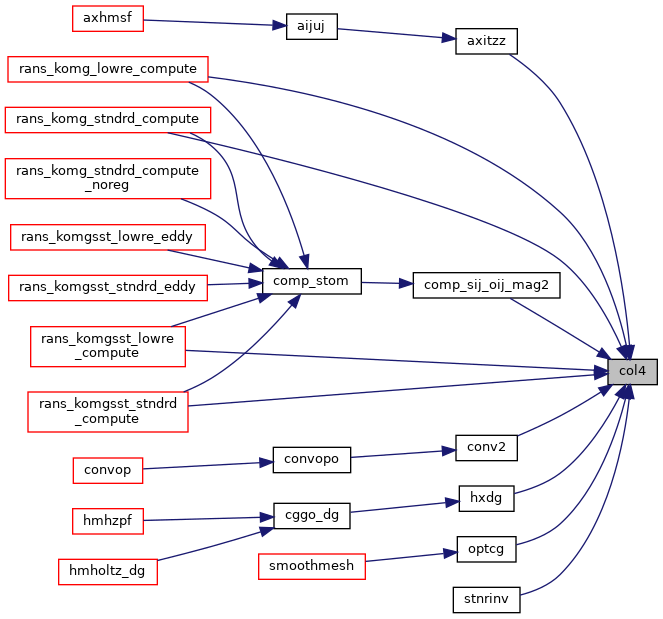 axhmsf
aijuj
axitzz
rans_komg_lowre_compute
rans_komg_stndrd_compute
rans_komg_stndrd_compute
_noreg
rans_komgsst_lowre_eddy
comp_stom
comp_sij_oij_mag2
rans_komgsst_stndrd_eddy
rans_komgsst_lowre
_compute
col4
rans_komgsst_stndrd
_compute
convop
convopo
conv2
hmhzpf
cggo_dg
hxdg
hmholtz_dg
smoothmesh
optcg
stnrinv